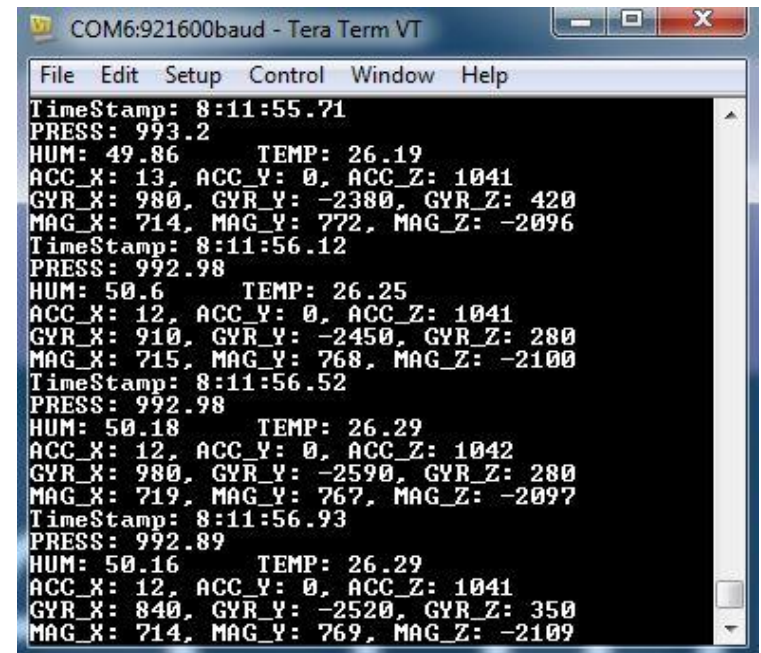 COM6:921600baud - Tera Term VT
File Edit Setup Control Window Help
TimeStamp: 8:11:55.71
PRESS: 993.2
HUM: 49.86 TEMP: 26.19
ACC_X: 13, ACC_Y: 0, ACC_Z: 1041
GYR_X: 980, GYR_Y: -2380, GYR_Z: 420
MAG_X: 714, MAG_Y: 772, MAG_Z: -2096
TimeStamp: 8:11:56.12
PRESS: 992.98
HUM: 50.6 TEMP: 26.25
ACC_X: 12, ACC_Y: 0, ACC_Z: 1041
GYR_X: 910, GYR_Y: -2450, GYR_Z: 280
MAG_X: 715, MAG_Y: 768, MAG_Z: -2100
TimeStamp: 8:11:56.52
PRESS: 992.98
HUM: 50.18 TEMP: 26.29
ACC_X: 12, ACC_Y: 0, ACC_Z: 1042
GYR_X: 980, GYR_Y: -2590, GYR_Z: 280
MAG_X: 719, MAG_Y: 767, MAG_Z: -2097
TimeStamp: 8:11:56.93
PRESS: 992.89
HUM: 50.16 TEMP: 26.29
ACC_X: 12, ACC_Y: 0, ACC_Z: 1041
GYR_X: 840, GYR_Y: -2520, GYR_Z: 350
MAG_X: 714, MAG_Y: 769, MAG_Z: -2109